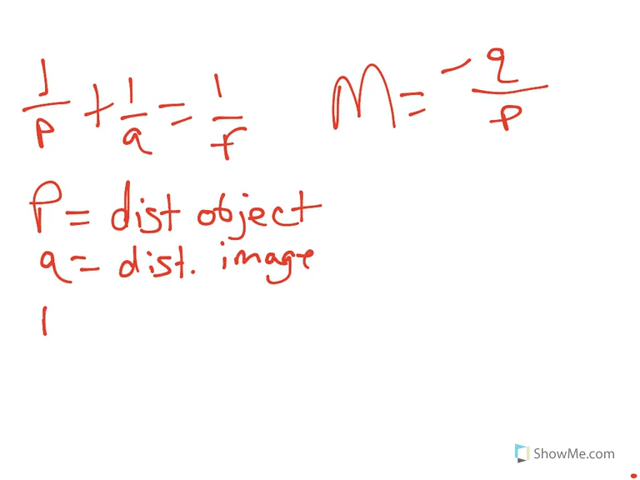 1/p + 1/q = 1/f
M = -q/p
P = dist object
q = dist. image
ShowMe.com